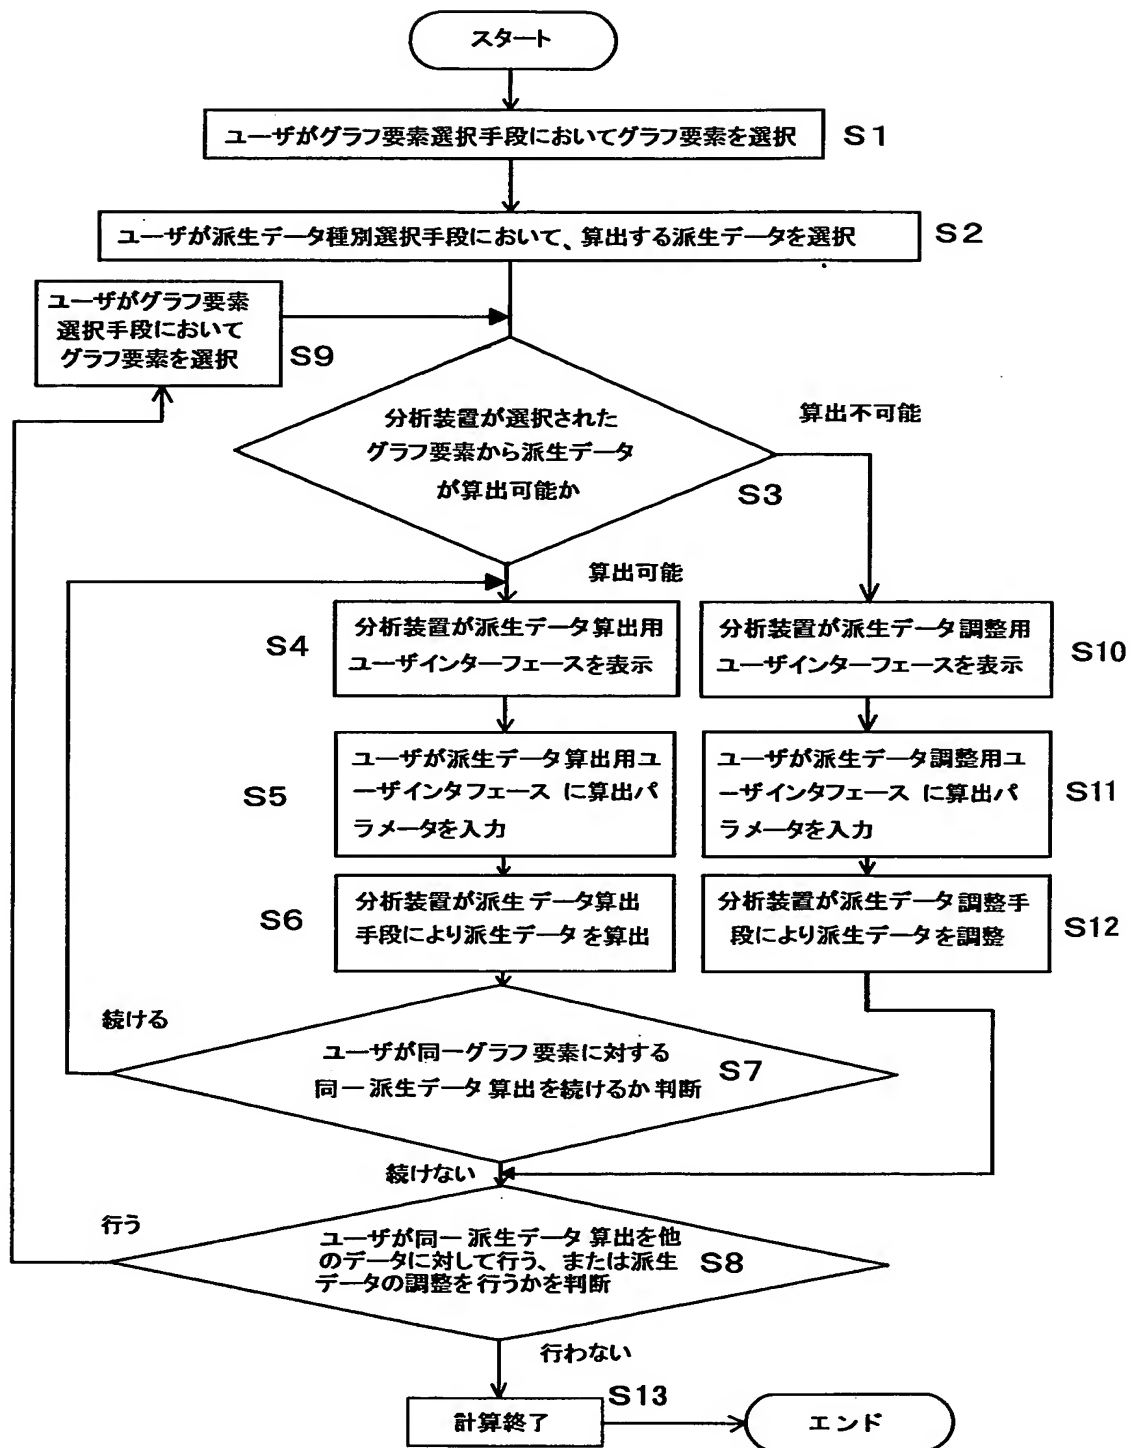 スタート
ユーザがグラフ要素選択手段においてグラフ要素を選択
S1
ユーザが派生データ種別選択手段において、算出する派生データを選択
S2
ユーザがグラフ要素
選択手段において
グラフ要素を選択
S9
分析装置が選択された
グラフ要素から派生データ
が算出可能か
S3
算出不可能
算出可能
S4
分析装置が派生データ算出用
ユーザインターフェースを表示
分析装置が派生データ調整用
ユーザインターフェースを表示
S10
S5
ユーザが派生データ算出用ユ
ーザインタフェース に算出パ
ラメータを入力
ユーザが派生データ調整用ユ
ーザインタフェース に算出パ
ラメータを入力
S11
S6
分析装置が派生データ算出
手段により派生データを算出
分析装置が派生データ調整手
段により派生データを調整
S12
続ける
ユーザが同一グラフ要素に対する
同一派生データ算出を続けるか判断
S7
続けない
行う
ユーザが同一派生データ算出を他
のデータに対して行う、または派生
データの調整を行うかを判断
S8
行わない
S13
計算終了
エンド